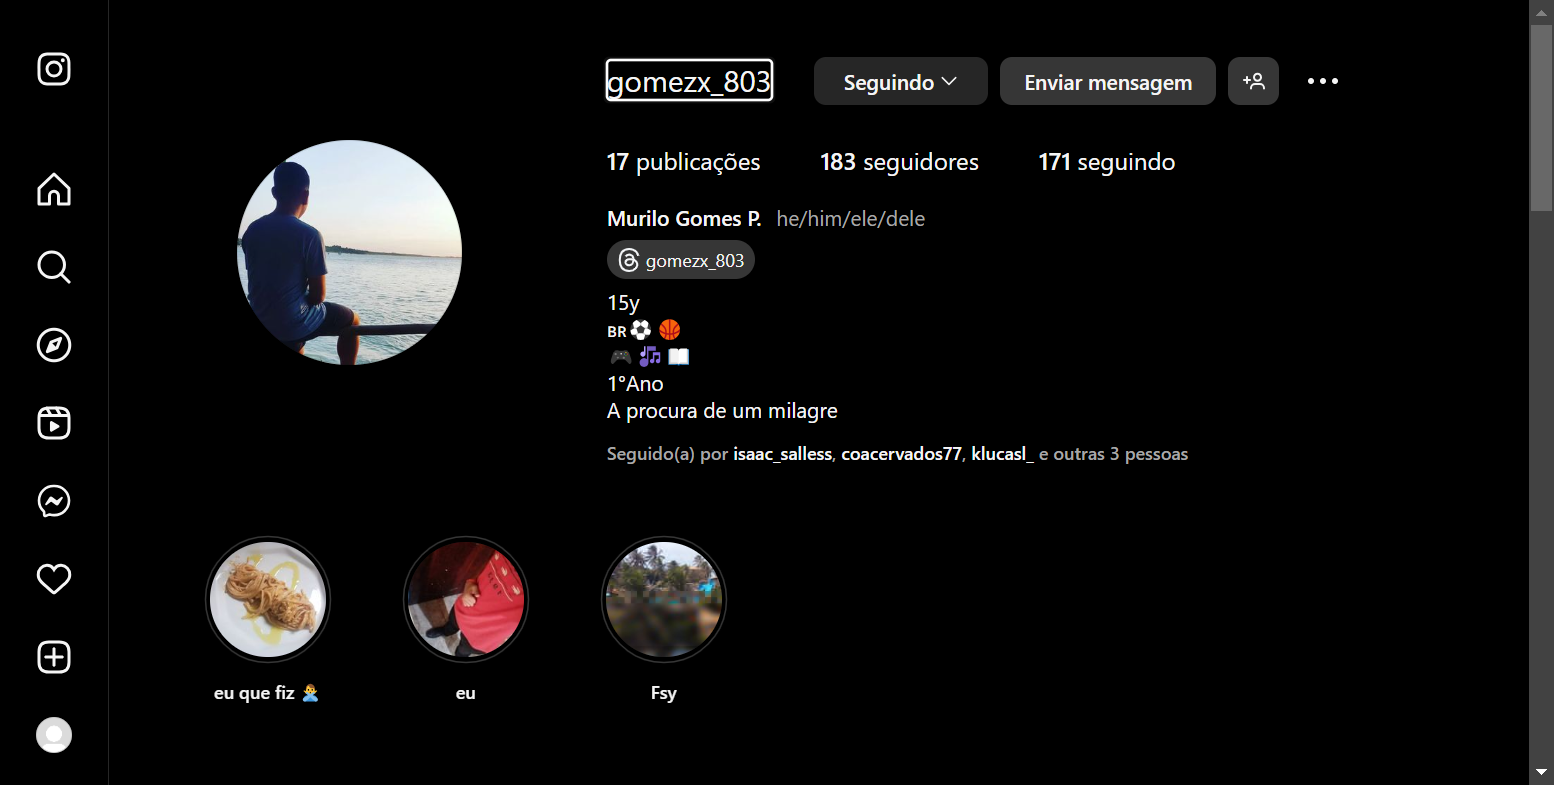 gomezx_803 Seguindo Enviar mensagem
17 publicações 183 seguidores 171 seguindo
Murilo Gomes P. he/him/ele/dele
gomezx_803
15y
BR⚽🏀
🎮🎶📖
1°Ano
A procura de um milagre
Seguido(a) por isaac_salless, coacervados77, klucasl_ e outras 3 pessoas
eu que fiz 🤷‍♂️ eu Fsy